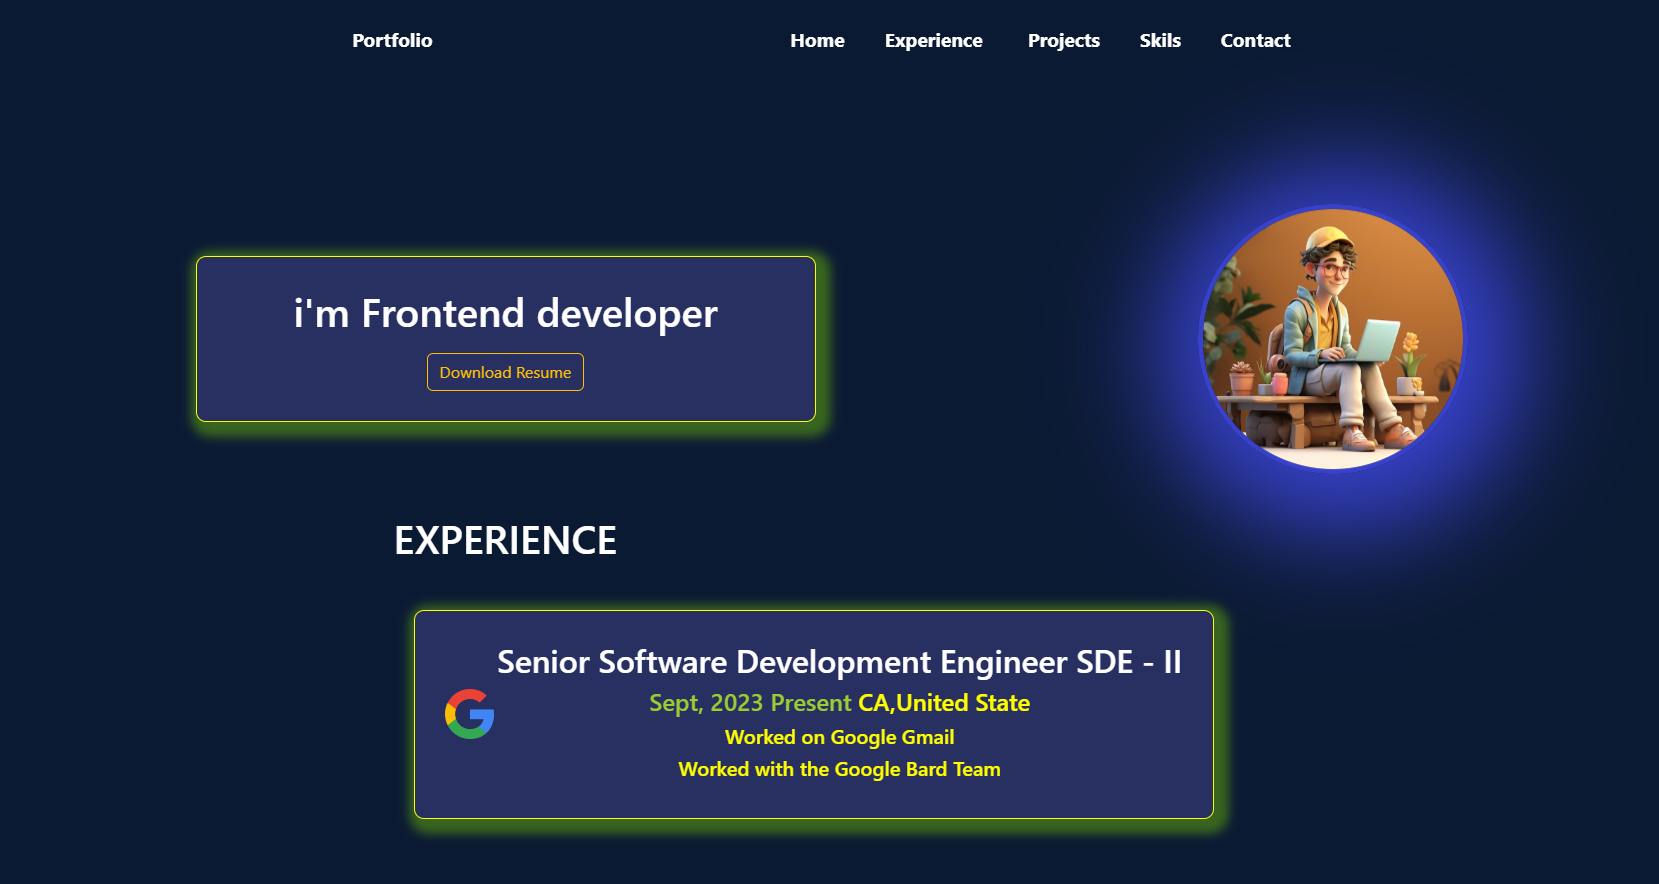 Portfolio Home Experience Projects Skils Contact
i'm Frontend developer
Download Resume
EXPERIENCE
Senior Software Development Engineer SDE - II
Sept, 2023 Present CA,United State
Worked on Google Gmail
Worked with the Google Bard Team